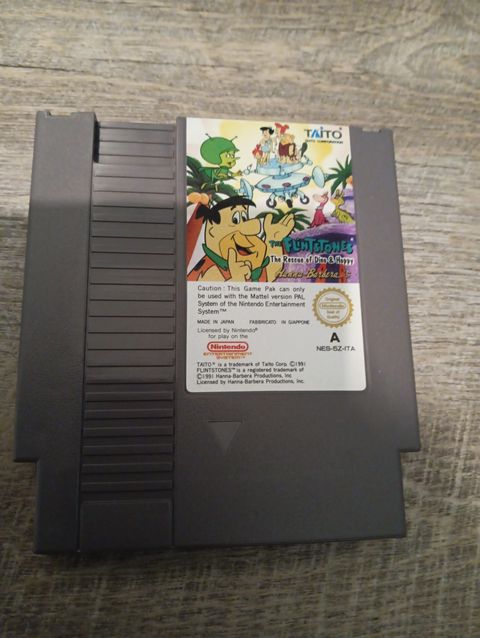 TAITO
TAITO CORPORATION
THE FLINTSTONES™
The Rescue of Dino & Hoppy
Hanna-Barbera
Caution : This Game Pak can only
be used with the Mattel version PAL
System of the Nintendo Entertainment
System™
MADE IN JAPAN FABBRICATO IN GIAPPONE
Licensed by Nintendo®
for play on the
Nintendo
ENTERTAINMENT
SYSTEM™
Original
Nintendo
Seal of Quality
A
NES-5Z-ITA
TAITO® is a trademark of Taito Corp. ©1991
FLINTSTONES™ is a registered trademark of
©1991 Hanna-Barbera Productions, Inc
Licensed by Hanna-Barbera Productions, Inc.